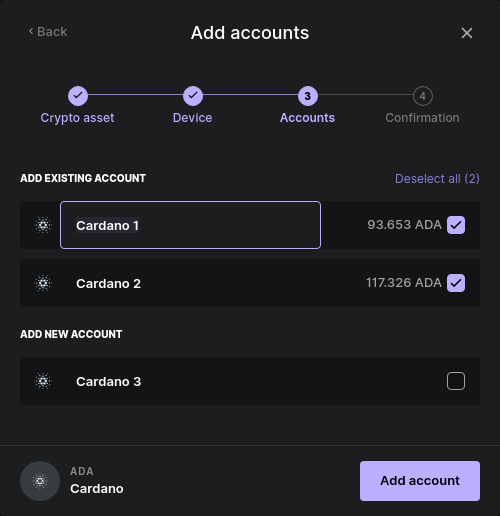 Back
Add accounts
3
4
Crypto asset
Device
Accounts
Confirmation
ADD EXISTING ACCOUNT
Deselect all (2)
Cardano 1
93.653 ADA
Cardano 2
117.326 ADA
ADD NEW ACCOUNT
Cardano 3
ADA
Cardano
Add account